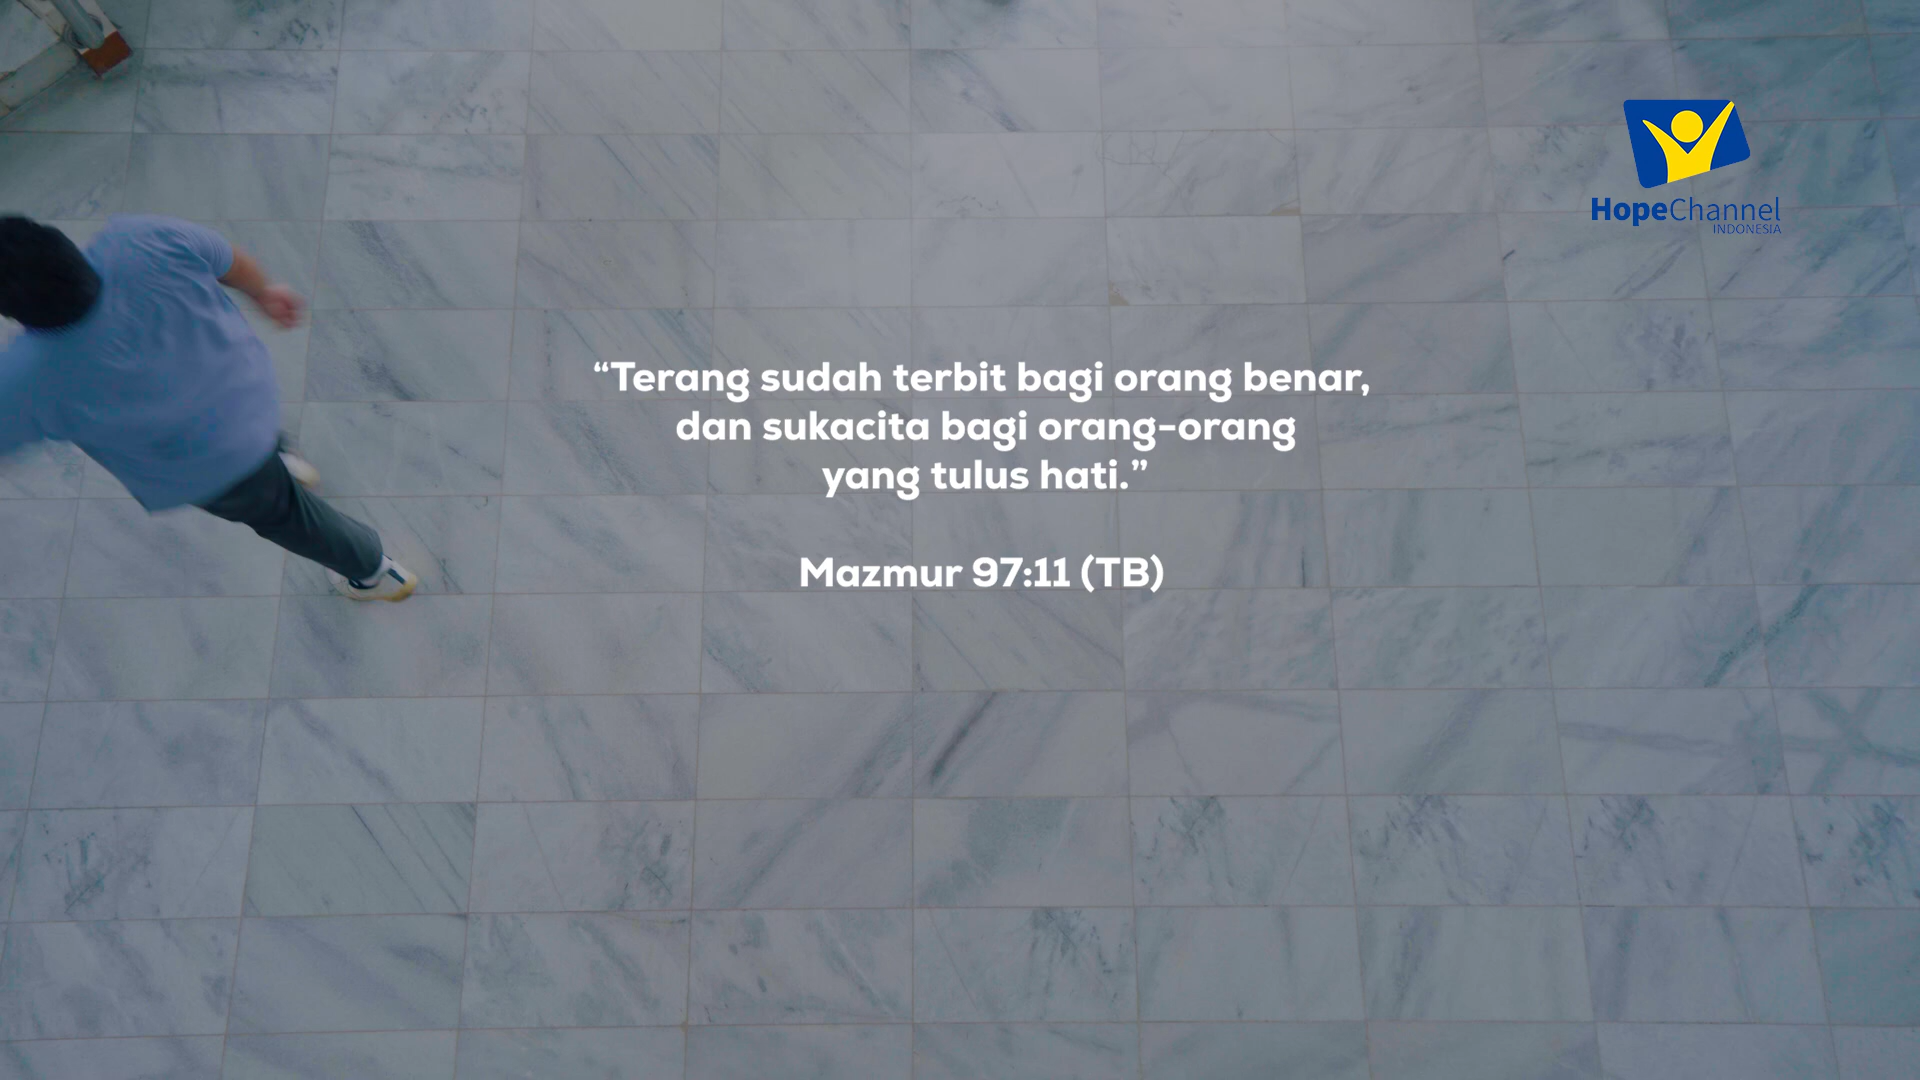 HopeChannel
INDONESIA
“Terang sudah terbit bagi orang benar,
dan sukacita bagi orang-orang
yang tulus hati.”
Mazmur 97:11 (TB)